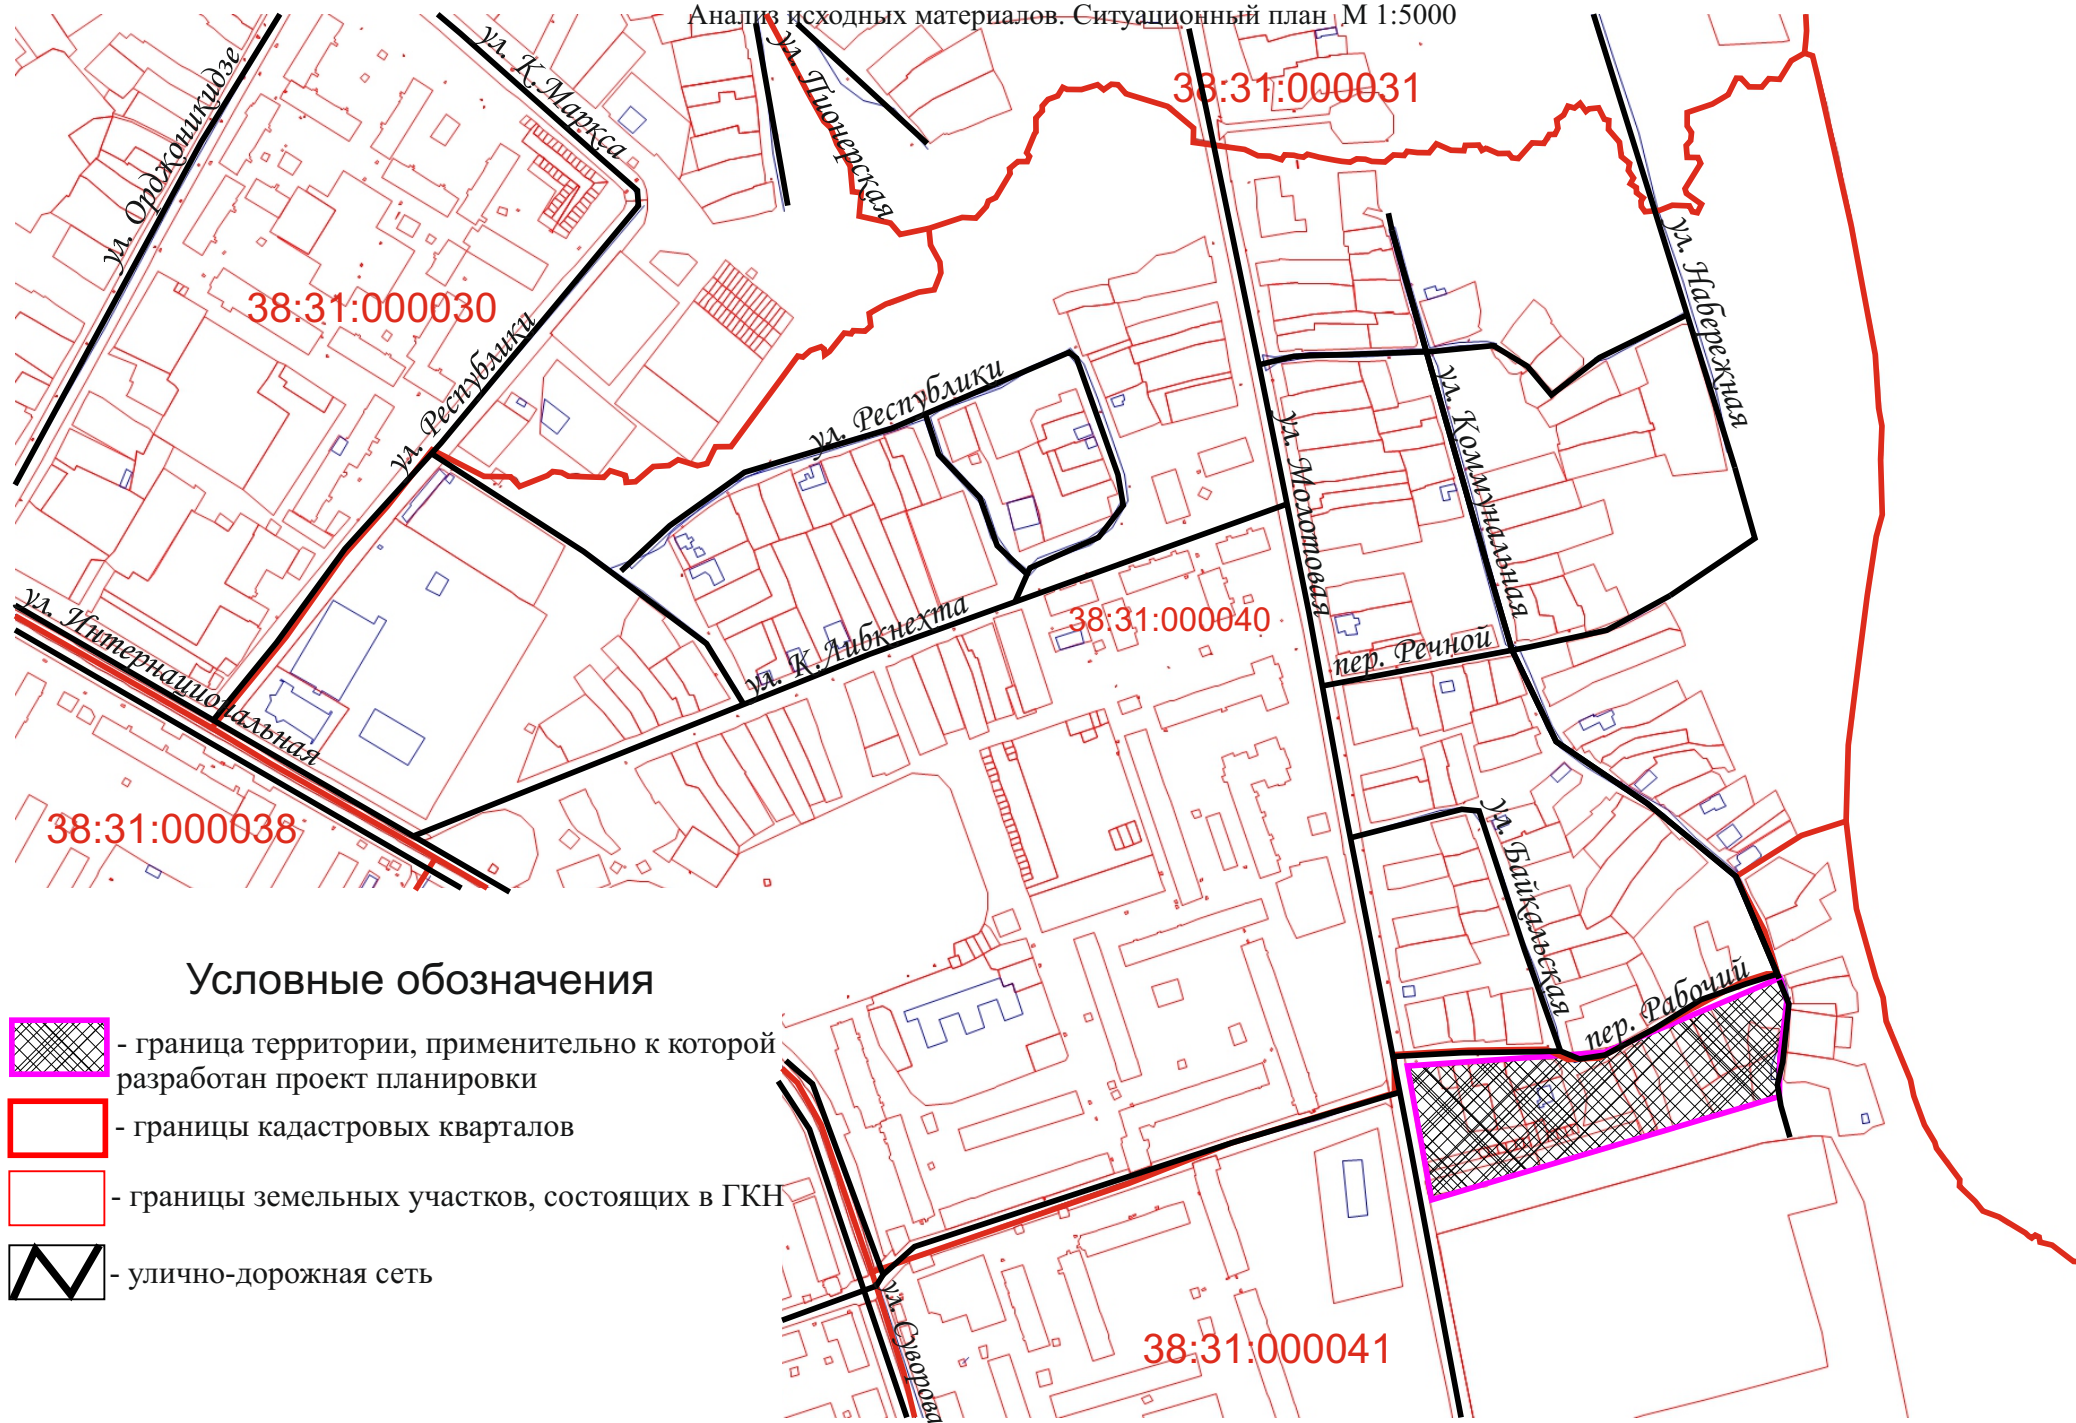 Анализ исходных материалов. Ситуационный план М 1:5000
ул. Орджоникидзе
ул. К.Маркса
ул. Пионерская
38:31:000031
38:31:000030
ул. Республики
ул. Республики
ул. Набережная
ул. Коммунальная
ул. Молотовая
ул. К.Либкнехта
38:31:000040
пер. Речной
ул. Интернациональная
38:31:000038
ул. Байкальская
пер. Рабочий
Условные обозначения
- граница территории, применительно к которой
разработан проект планировки
- границы кадастровых кварталов
- границы земельных участков, состоящих в ГКН
- улично-дорожная сеть
ул. Суворова
38:31:000041